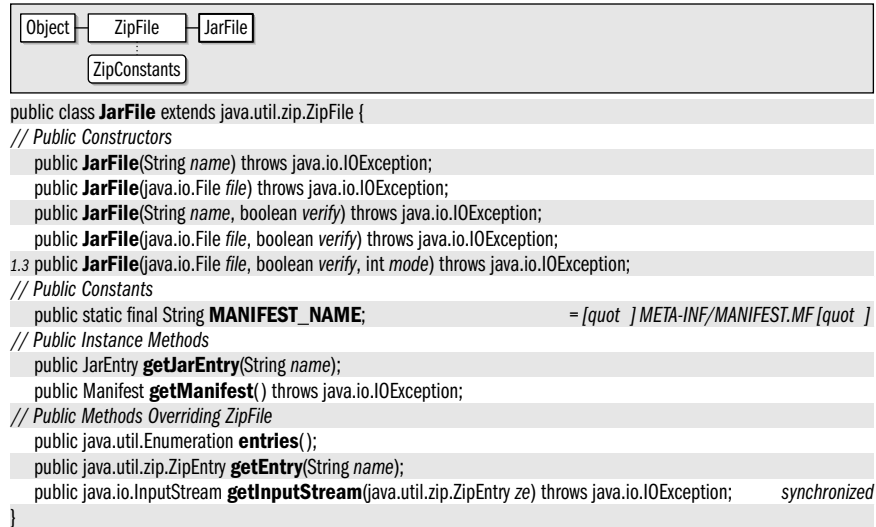 Object ZipFile JarFile
ZipConstants
public class JarFile extends java.util.zip.ZipFile {
// Public Constructors
public JarFile(String name) throws java.io.IOException;
public JarFile(java.io.File file) throws java.io.IOException;
public JarFile(String name, boolean verify) throws java.io.IOException;
public JarFile(java.io.File file, boolean verify) throws java.io.IOException;
1.3 public JarFile(java.io.File file, boolean verify, int mode) throws java.io.IOException;
// Public Constants
public static final String MANIFEST_NAME; = [quot ] META-INF/MANIFEST.MF [quot ]
// Public Instance Methods
public JarEntry getJarEntry(String name);
public Manifest getManifest( ) throws java.io.IOException;
// Public Methods Overriding ZipFile
public java.util.Enumeration entries( );
public java.util.zip.ZipEntry getEntry(String name);
public java.io.InputStream getInputStream(java.util.zip.ZipEntry ze) throws java.io.IOException; synchronized
}